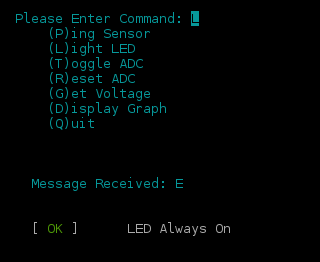 Please Enter Command: L
(P)ing Sensor
(L)ight LED
(T)oggle ADC
(R)eset ADC
(G)et Voltage
(D)isplay Graph
(Q)uit
Message Received: E
[ OK ] LED Always On